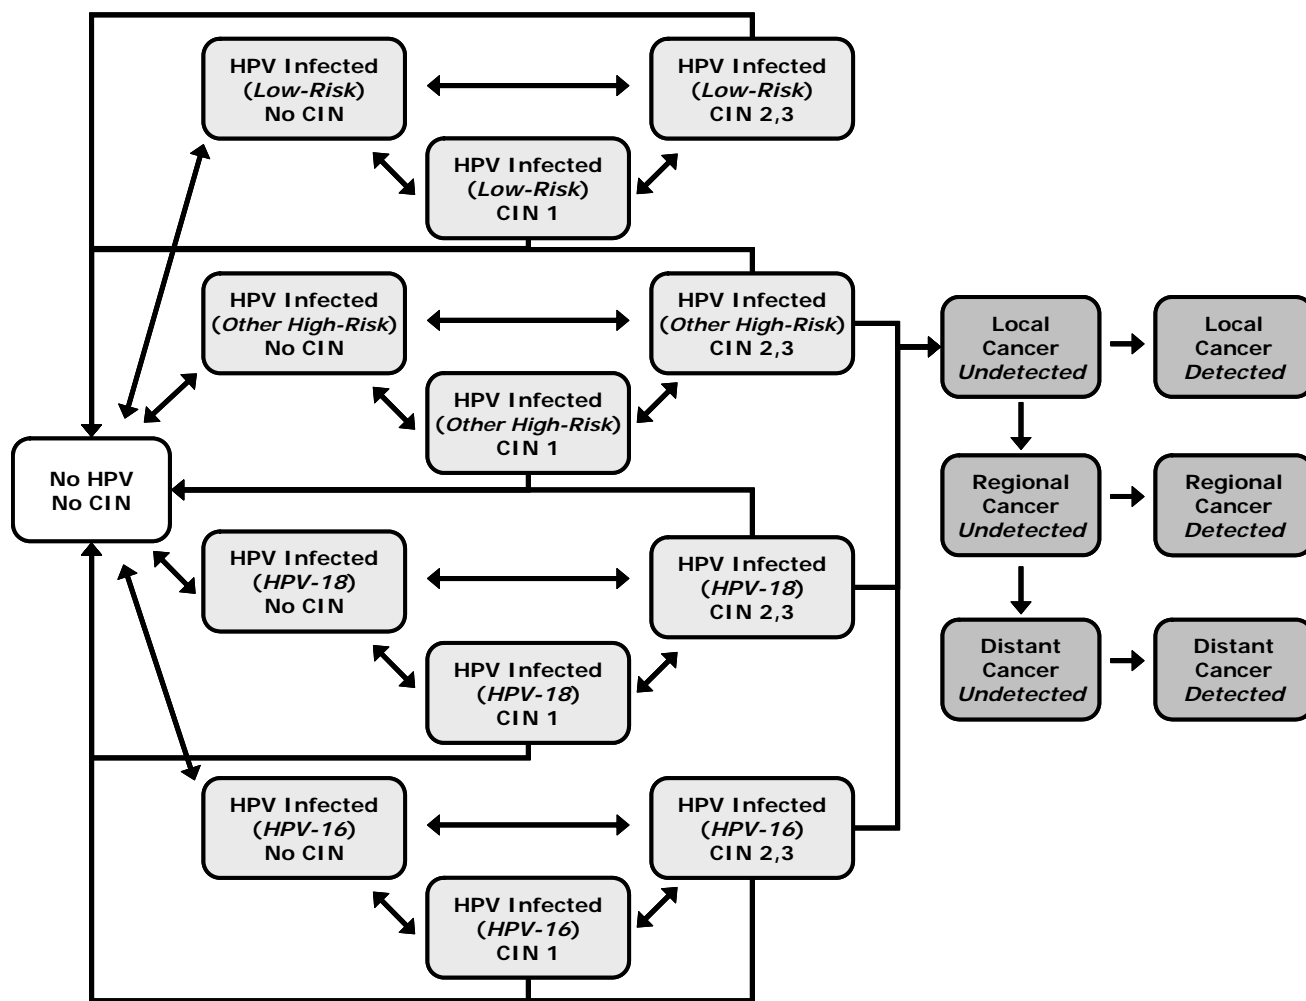 HPV Infected
(Low-Risk)
No CIN
HPV Infected
(Low-Risk)
CIN 2,3
HPV Infected
(Low-Risk)
CIN 1
HPV Infected
(Other High-Risk)
No CIN
HPV Infected
(Other High-Risk)
CIN 2,3
HPV Infected
(Other High-Risk)
CIN 1
No HPV
No CIN
HPV Infected
(HPV-18)
No CIN
HPV Infected
(HPV-18)
CIN 2,3
HPV Infected
(HPV-18)
CIN 1
HPV Infected
(HPV-16)
No CIN
HPV Infected
(HPV-16)
CIN 2,3
HPV Infected
(HPV-16)
CIN 1
Local
Cancer
Undetected
Local
Cancer
Detected
Regional
Cancer
Undetected
Regional
Cancer
Detected
Distant
Cancer
Undetected
Distant
Cancer
Detected